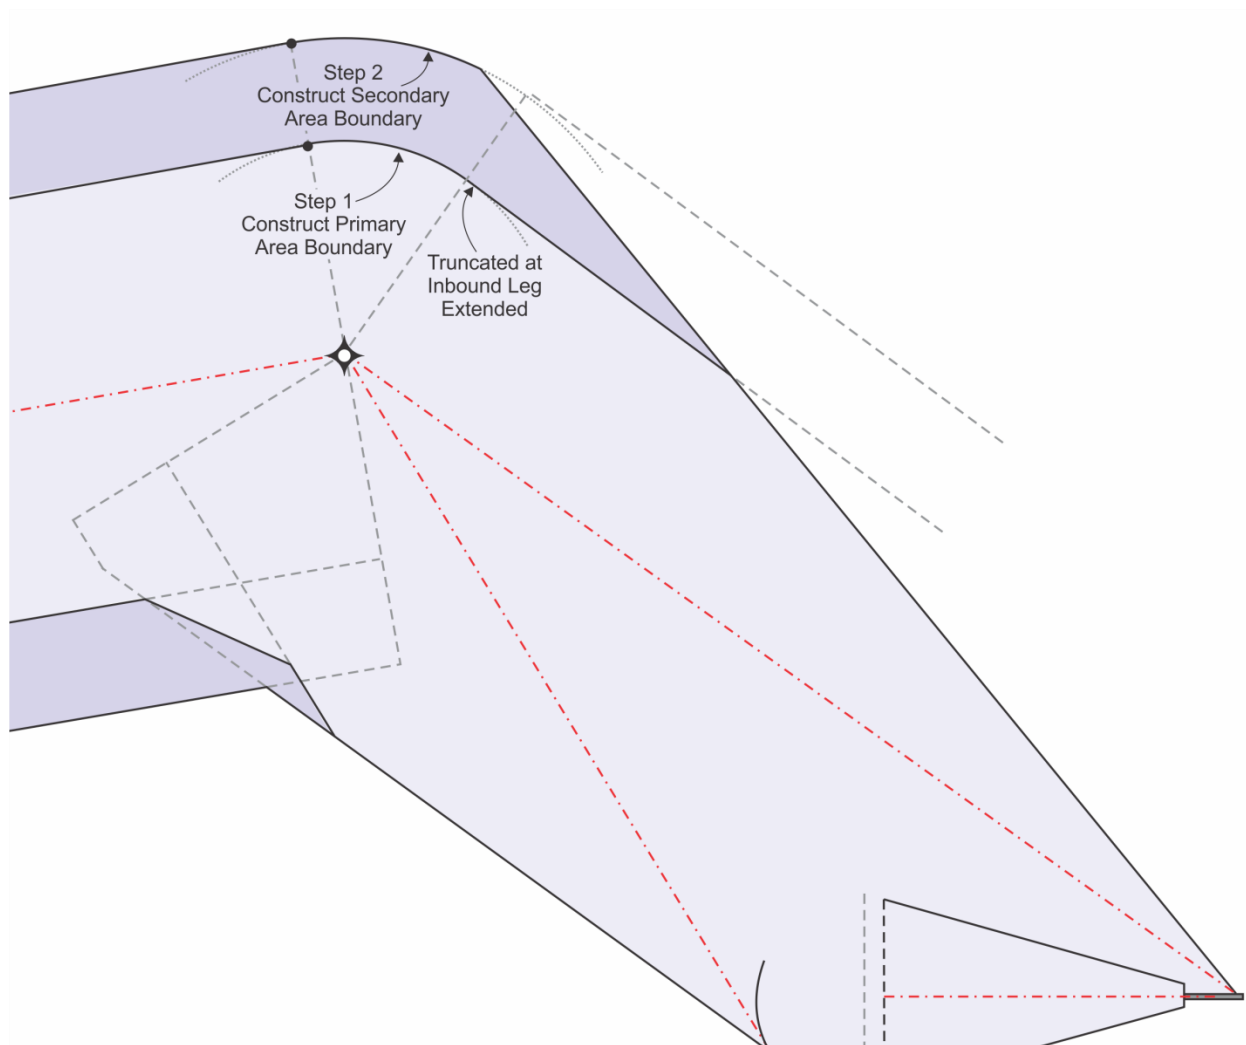 Step 2
Construct Secondary
Area Boundary
Step 1
Construct Primary
Area Boundary
Truncated at
Inbound Leg
Extended